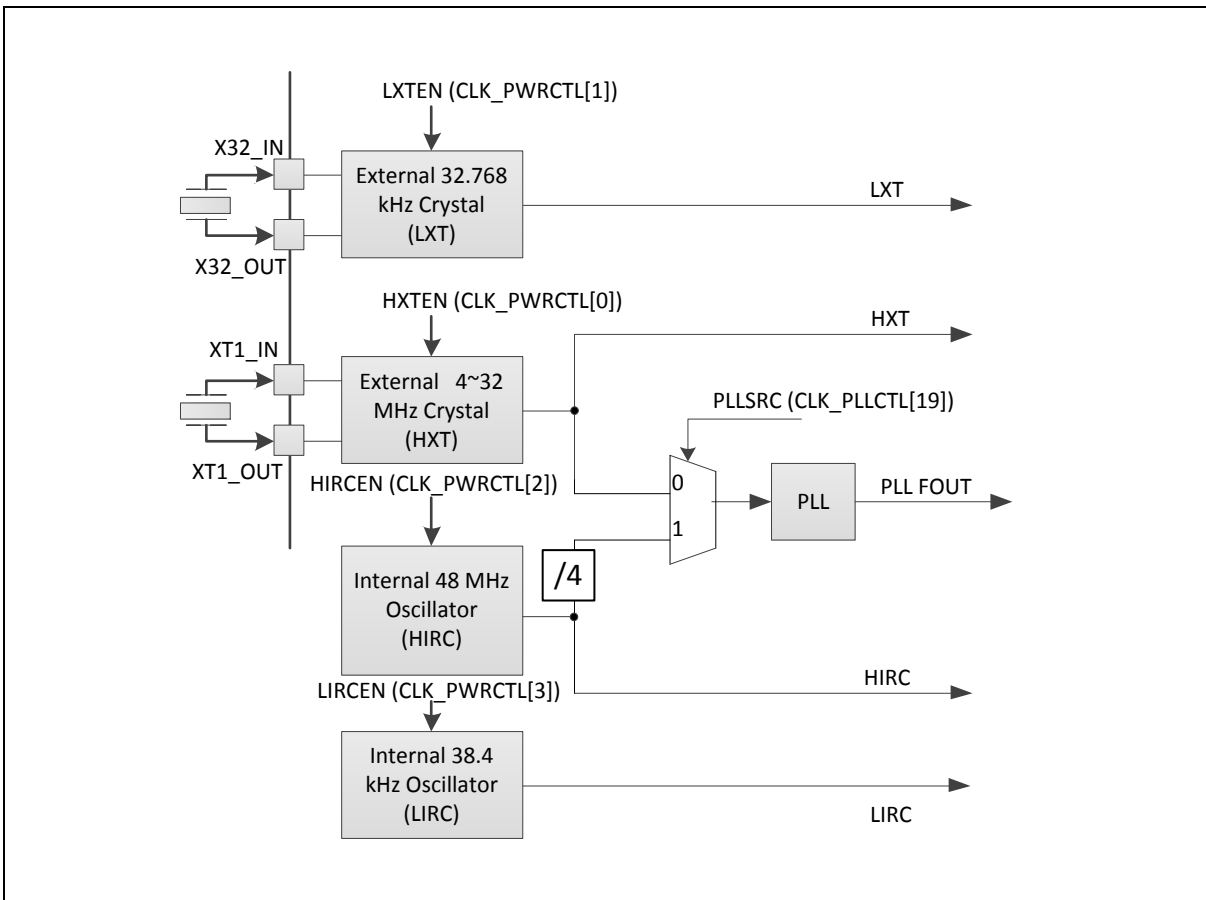 LXTEN (CLK_PWRCTL[1])
X32_IN
External 32.768
kHz Crystal
(LXT)
LXT
X32_OUT
HXTEN (CLK_PWRCTL[0])
HXT
XT1_IN
External 4~32
MHz Crystal
(HXT)
PLLSRC (CLK_PLLCTL[19])
XT1_OUT
HIRCEN (CLK_PWRCTL[2])
0
1
PLL
PLL FOUT
/4
Internal 48 MHz
Oscillator
(HIRC)
HIRC
LIRCEN (CLK_PWRCTL[3])
Internal 38.4
kHz Oscillator
(LIRC)
LIRC